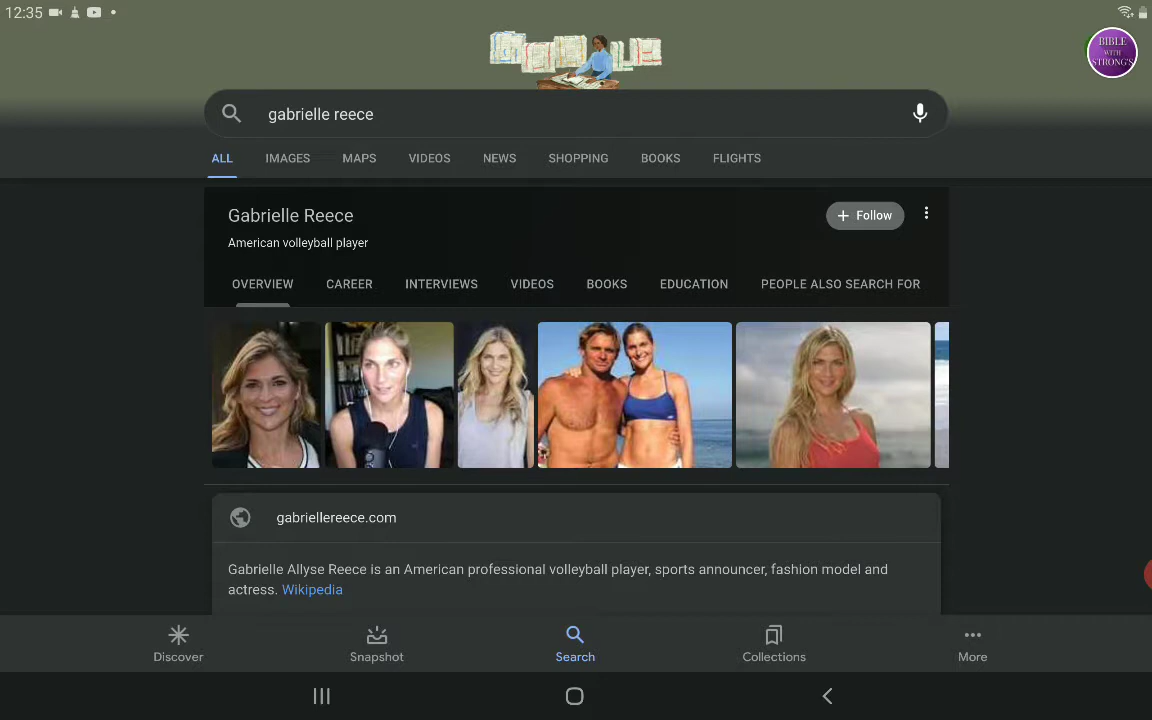 12:35
BIBLE
WITH
STRONG'S
gabrielle reece
ALL IMAGES MAPS VIDEOS NEWS SHOPPING BOOKS FLIGHTS
Gabrielle Reece
+ Follow
American volleyball player
OVERVIEW CAREER INTERVIEWS VIDEOS BOOKS EDUCATION PEOPLE ALSO SEARCH FOR
gabriellereece.com
Gabrielle Allyse Reece is an American professional volleyball player, sports announcer, fashion model and
actress. Wikipedia
Discover Snapshot Search Collections More